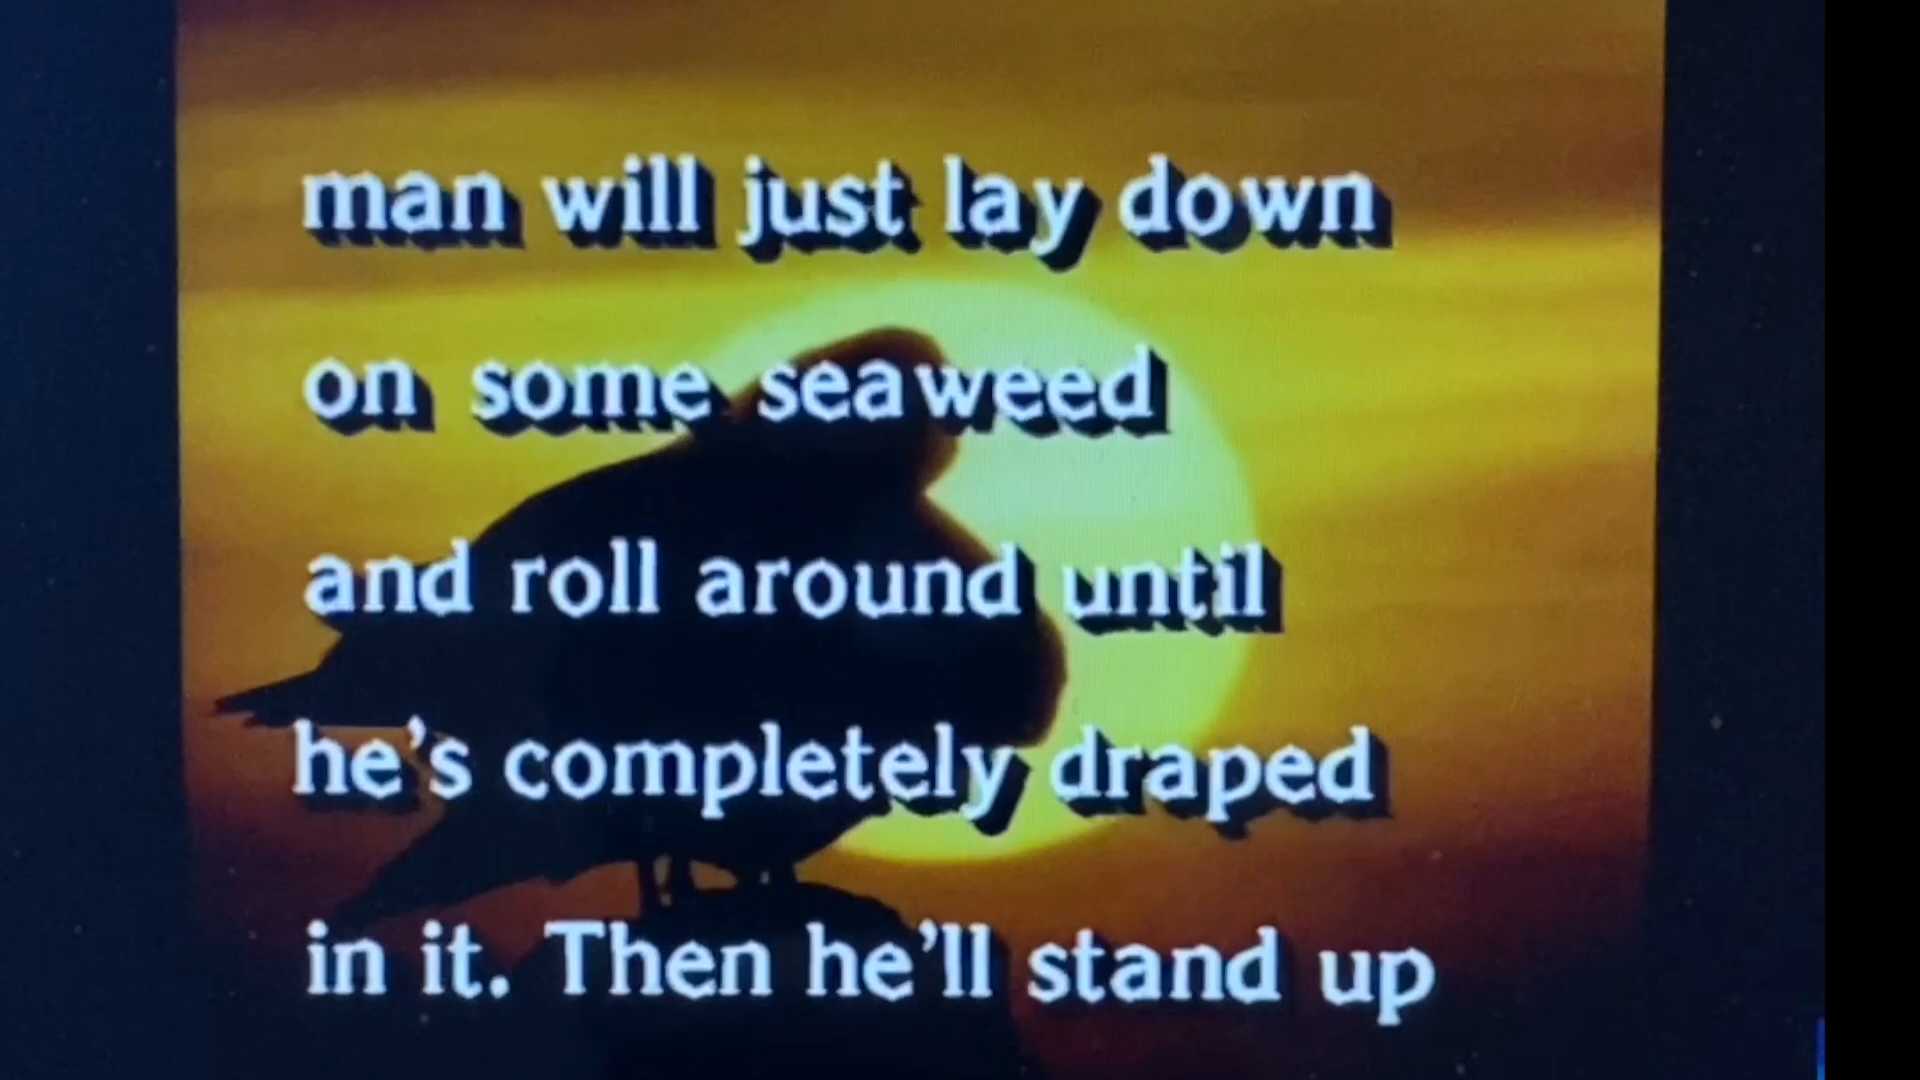 man will just lay down
on some seaweed
and roll around until
he's completely draped
in it. Then he'll stand up